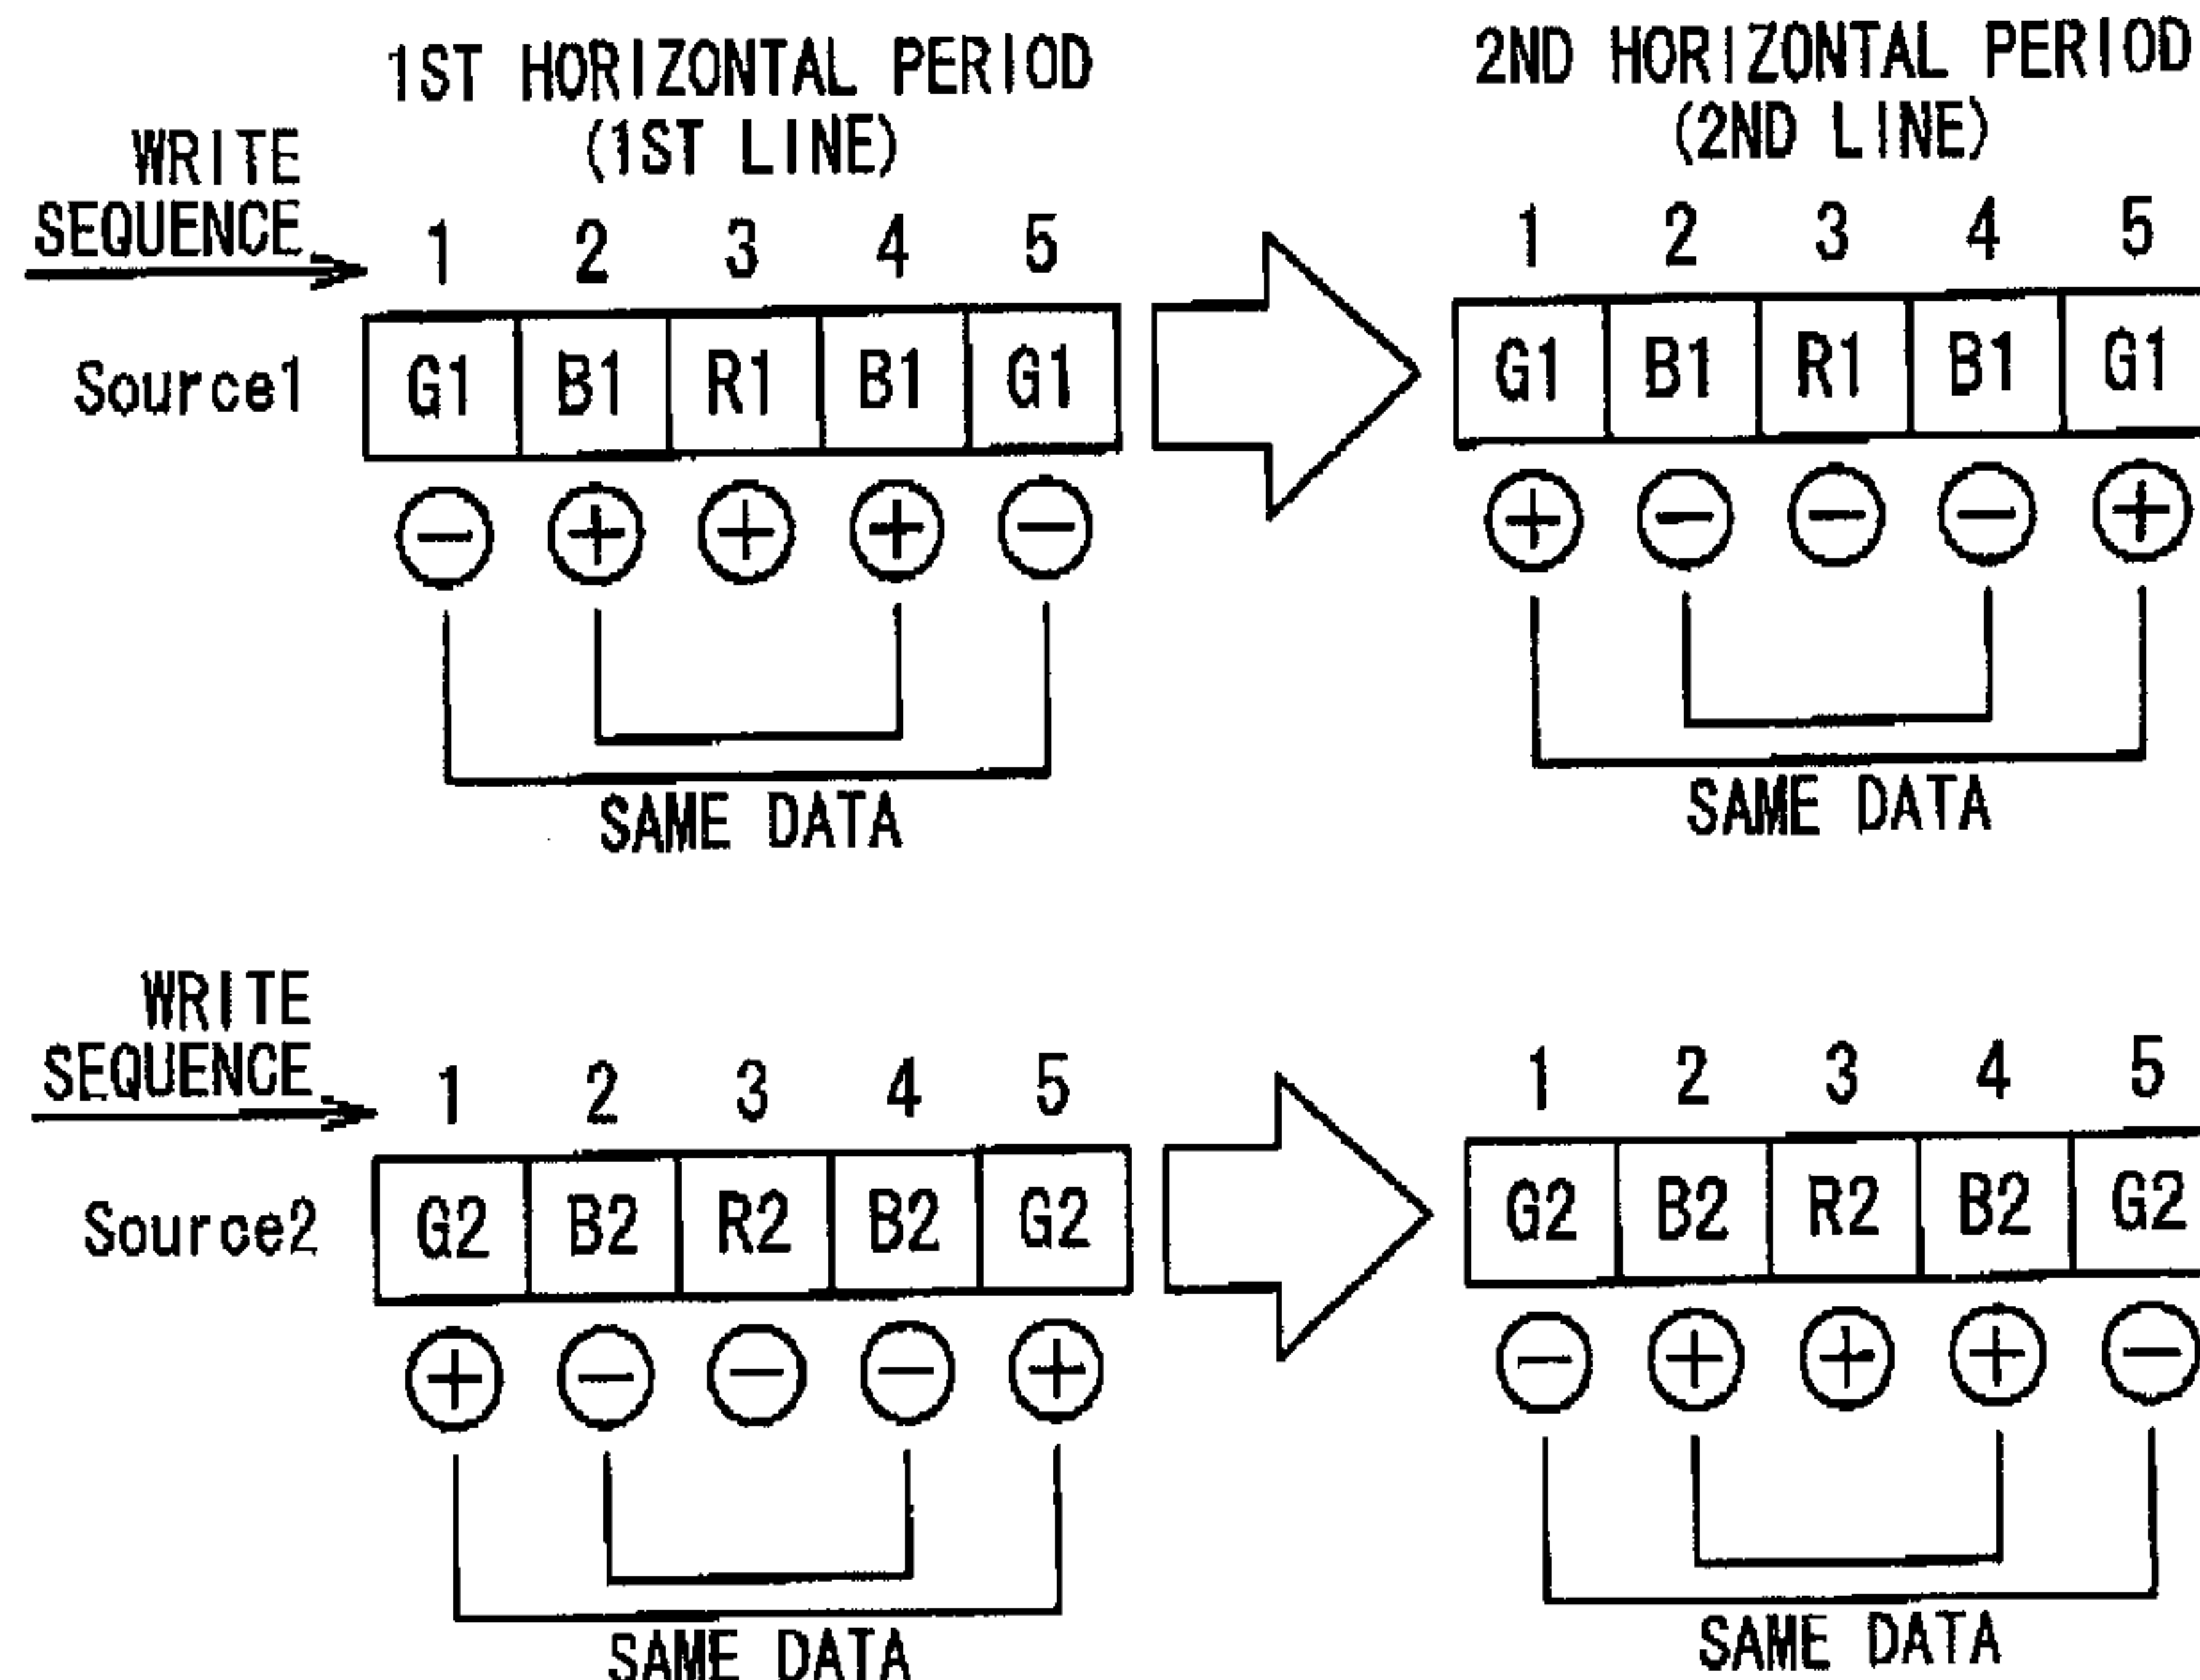 1ST HORIZONTAL PERIOD
(1ST LINE)
2ND HORIZONTAL PERIOD
(2ND LINE)
WRITE
SEQUENCE
1 2 3 4 5
1 2 3 4 5
Source1
G1 B1 R1 B1 G1
G1 B1 R1 B1 G1
− + + + −
+ − − − +
SAME DATA
SAME DATA
WRITE
SEQUENCE
1 2 3 4 5
1 2 3 4 5
Source2
G2 B2 R2 B2 G2
G2 B2 R2 B2 G2
+ − − − +
− + + + −
SAME DATA
SAME DATA